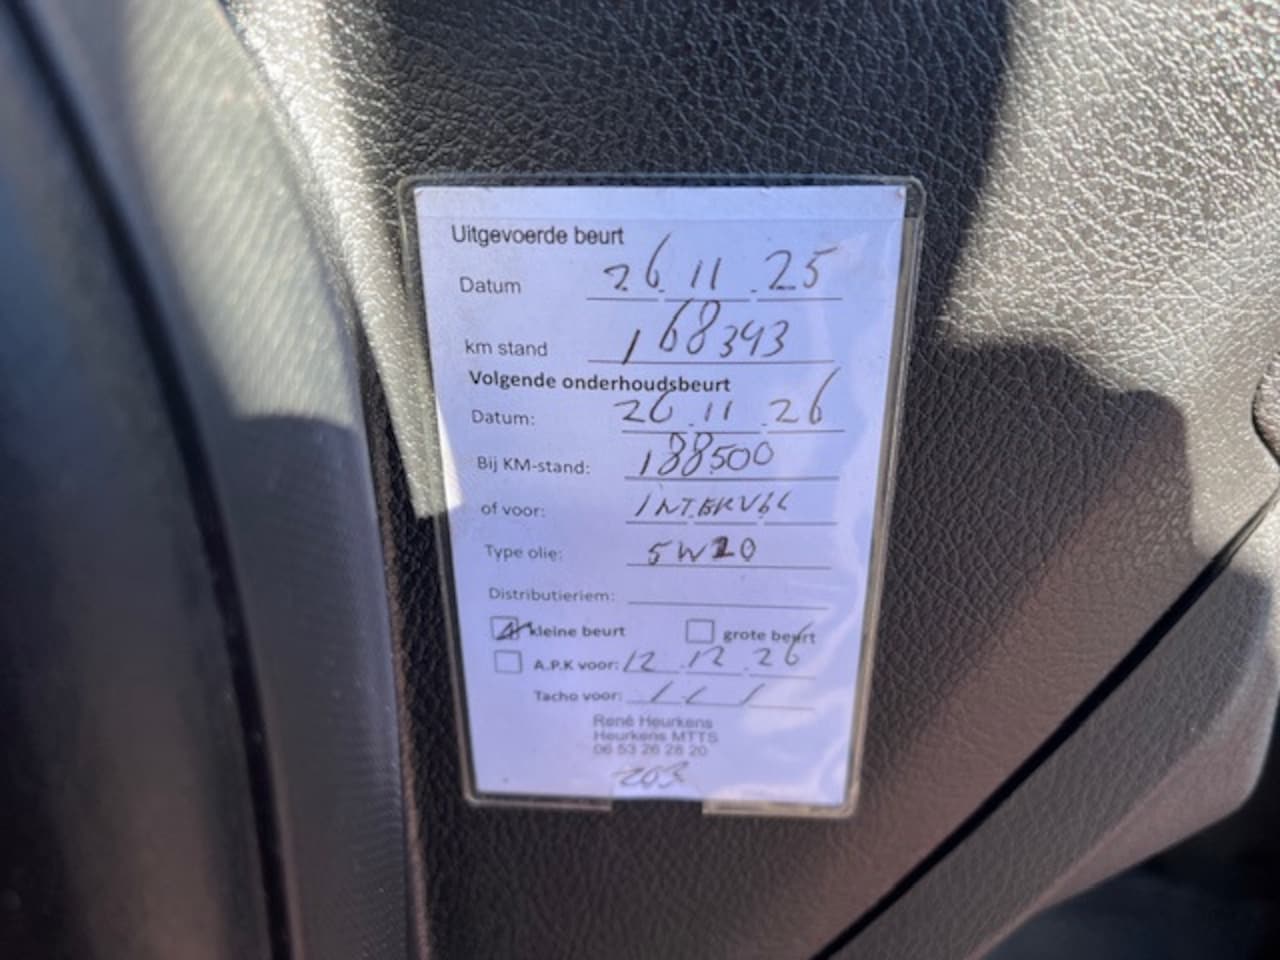 Uitgevoerde beurt
Datum 26.11.25
km stand 168343
Volgende onderhoudsbeurt
Datum: 26.11.26
Bij KM-stand: 188500
of voor: INTERVAL
Type olie: 5W20
Distributieriem:
kleine beurt grote beurt
A.P.K voor: 12.12.26
Tacho voor: / /
René Heurkens
Heurkens MTTS
06 53 26 28 20
203